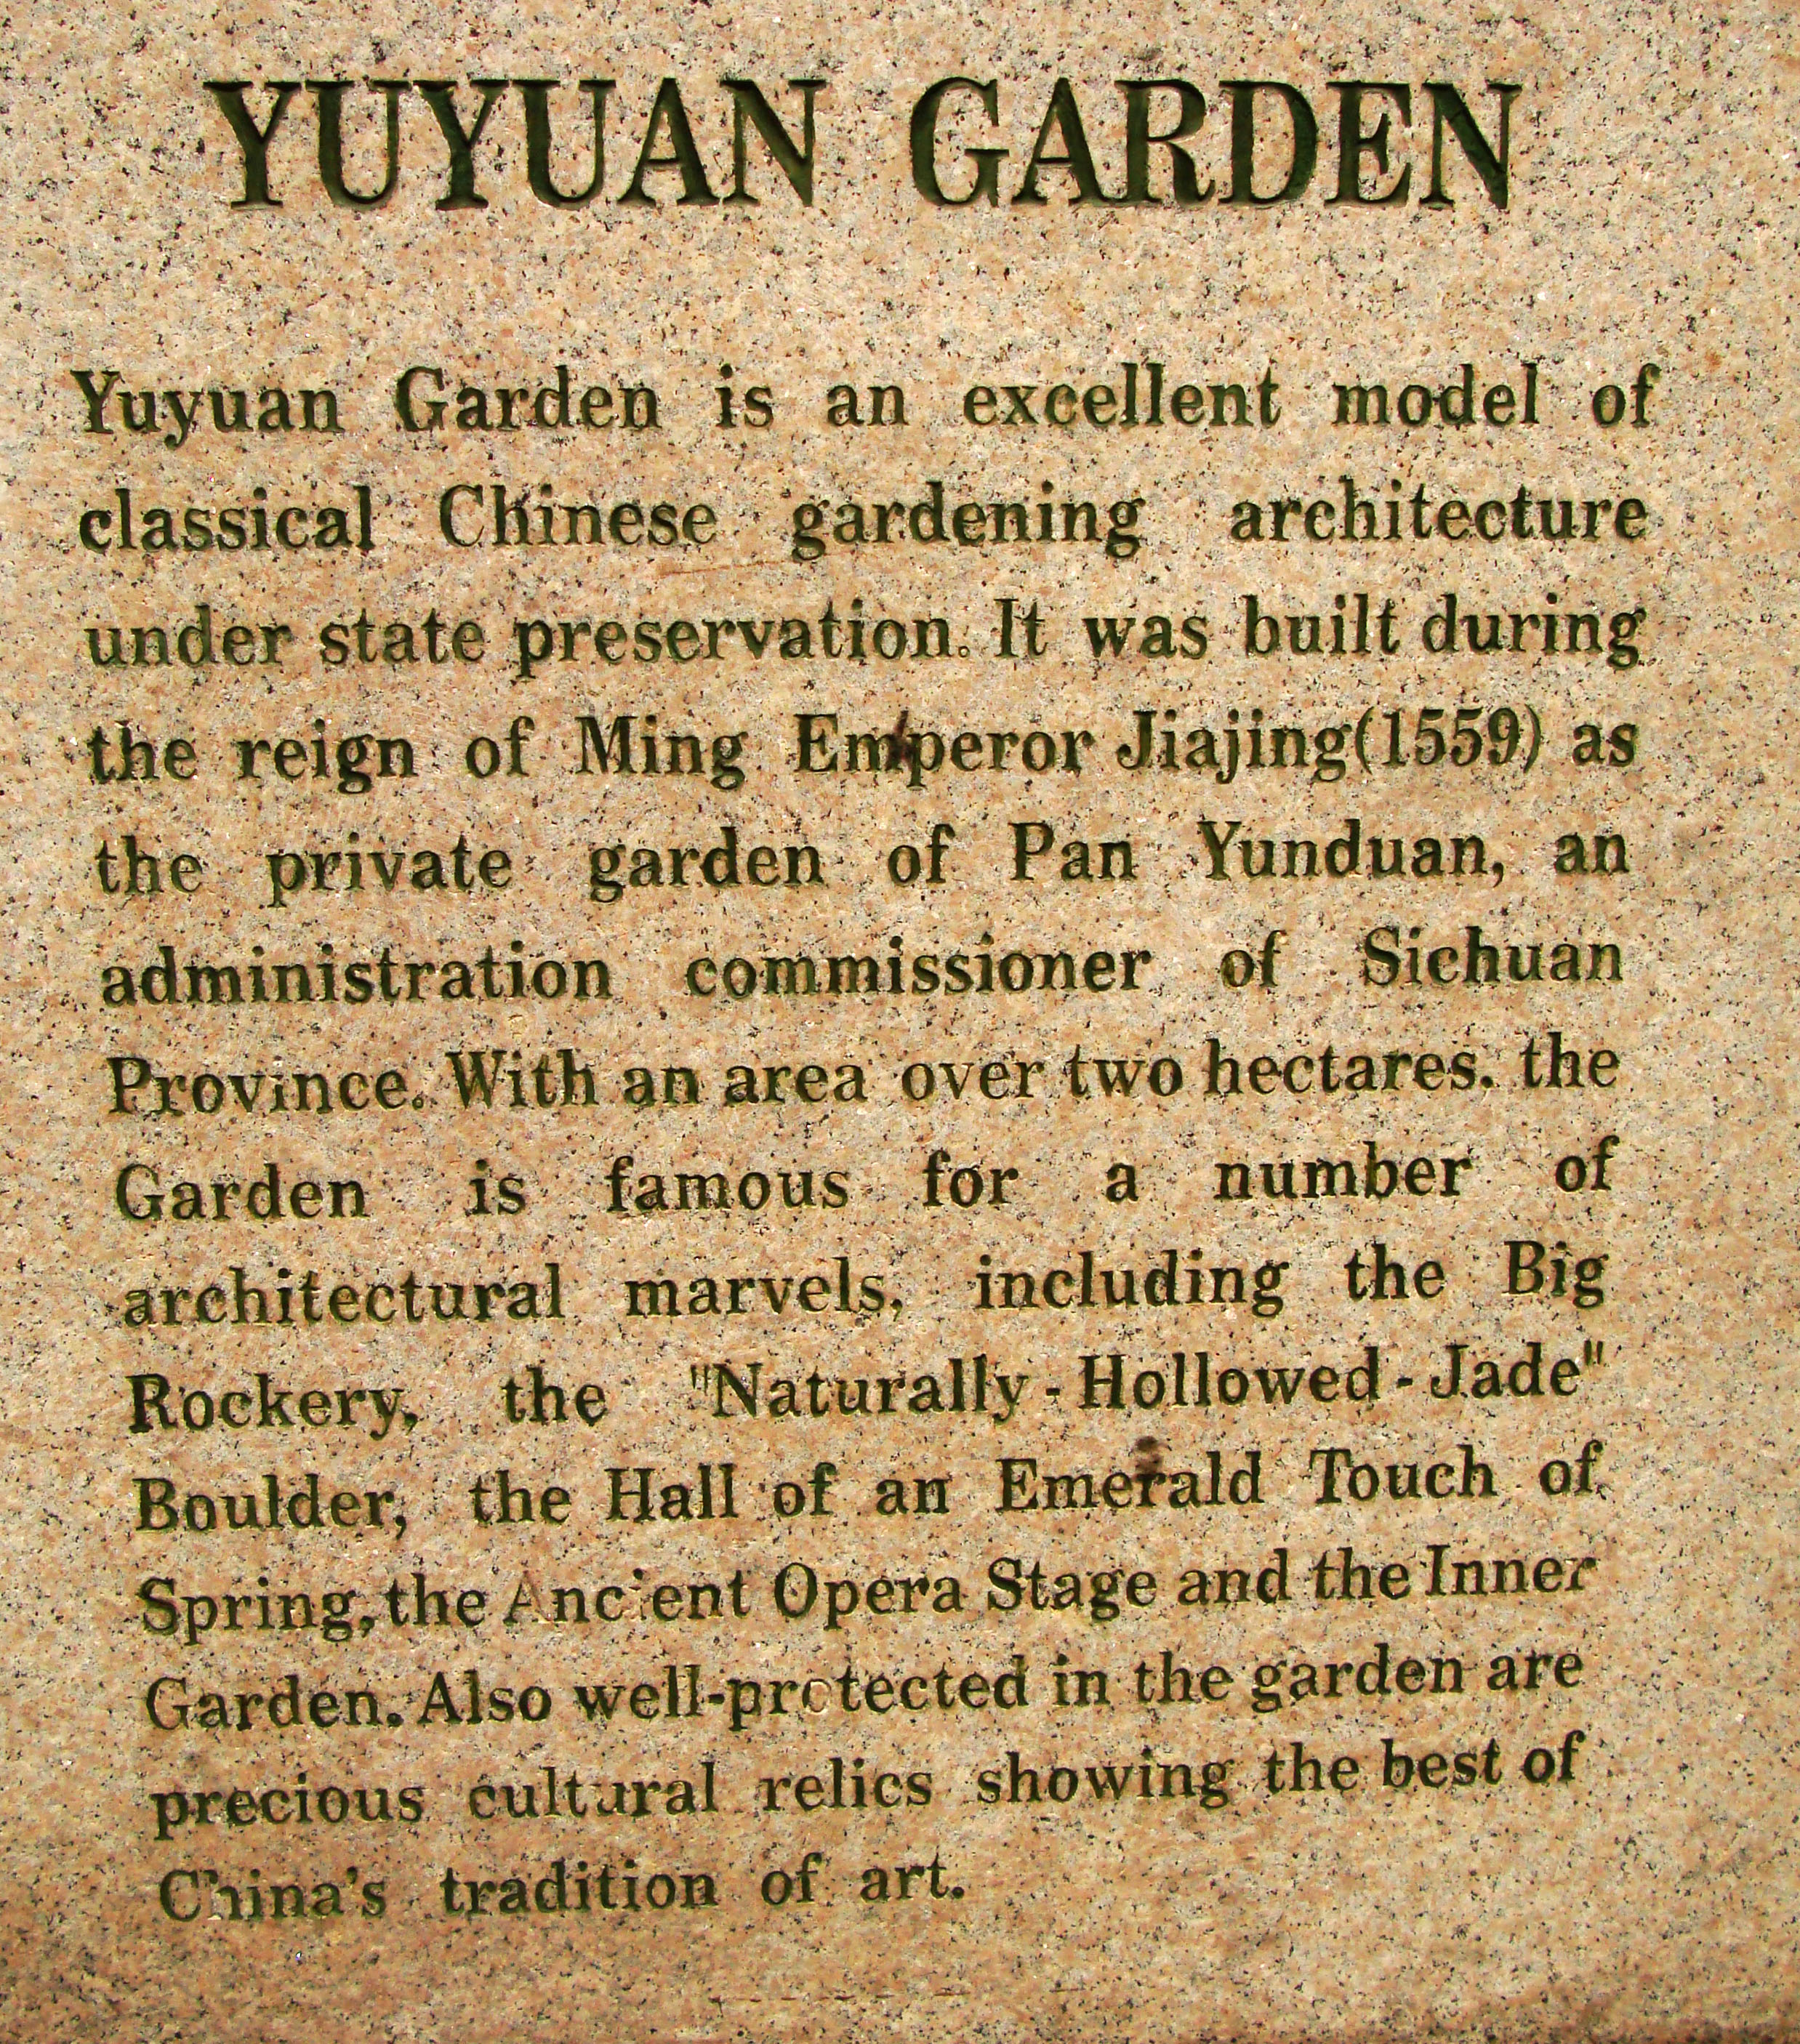 YUYUAN GARDEN
Yuyuan Garden is an excellent model of
classical Chinese gardening architecture
under state preservation. It was built during
the reign of Ming Emperor Jiajing(1559) as
the private garden of Pan Yunduan, an
administration commissioner of Sichuan
Province. With an area over two hectares. the
Garden is famous for a number of
architectural marvels, including the Big
Rockery, the "Naturally-Hollowed-Jade"
Boulder, the Hall of an Emerald Touch of
Spring, the Ancient Opera Stage and the Inner
Garden. Also well-protected in the garden are
precious cultural relics showing the best of
China's tradition of art.